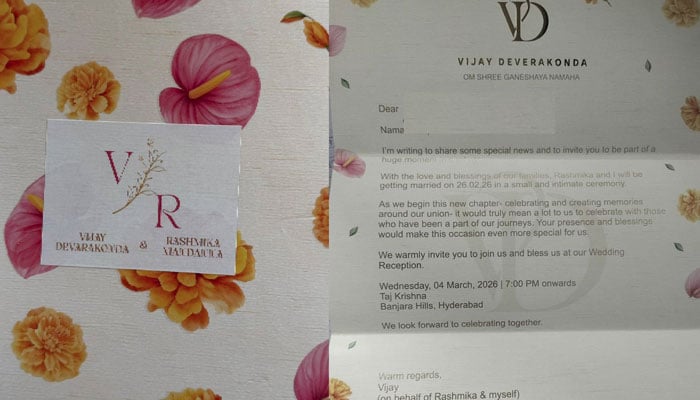 V
R
VIJAY
DEVERAKONDA
&
RASHMIKA
MANDANNA
VD
VIJAY DEVERAKONDA
OM SHREE GANESHAYA NAMAHA
Dear
Nama
I'm writing to share some special news and to invite you to be part of a
huge moment
With the love and blessings of our families, Rashmika and I will be
getting married on 26.02.26 in a small and intimate ceremony.
As we begin this new chapter- celebrating and creating memories
around our union- it would truly mean a lot to us to celebrate with those
who have been a part of our journeys. Your presence and blessings
would make this occasion even more special for us.
We warmly invite you to join us and bless us at our Wedding
Reception.
Wednesday, 04 March, 2026 | 7:00 PM onwards
Taj Krishna
Banjara Hills, Hyderabad
We look forward to celebrating together.
Warm regards,
Vijay
(on behalf of Rashmika & myself)